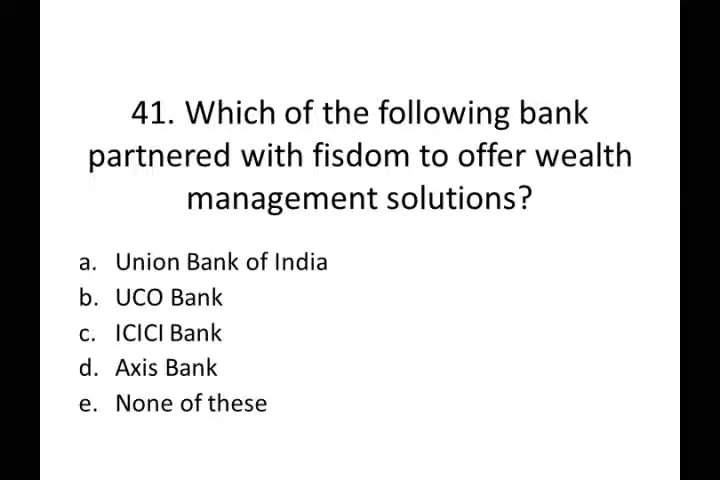 41. Which of the following bank
partnered with fisdom to offer wealth
management solutions?
a. Union Bank of India
b. UCO Bank
c. ICICI Bank
d. Axis Bank
e. None of these